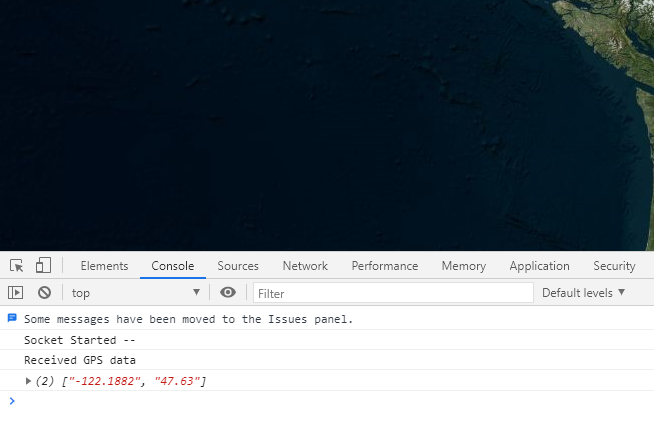 Elements Console Sources Network Performance Memory Application Security
top Filter Default levels
Some messages have been moved to the Issues panel.
Socket Started --
Received GPS data
(2) ["-122.1882", "47.63"]